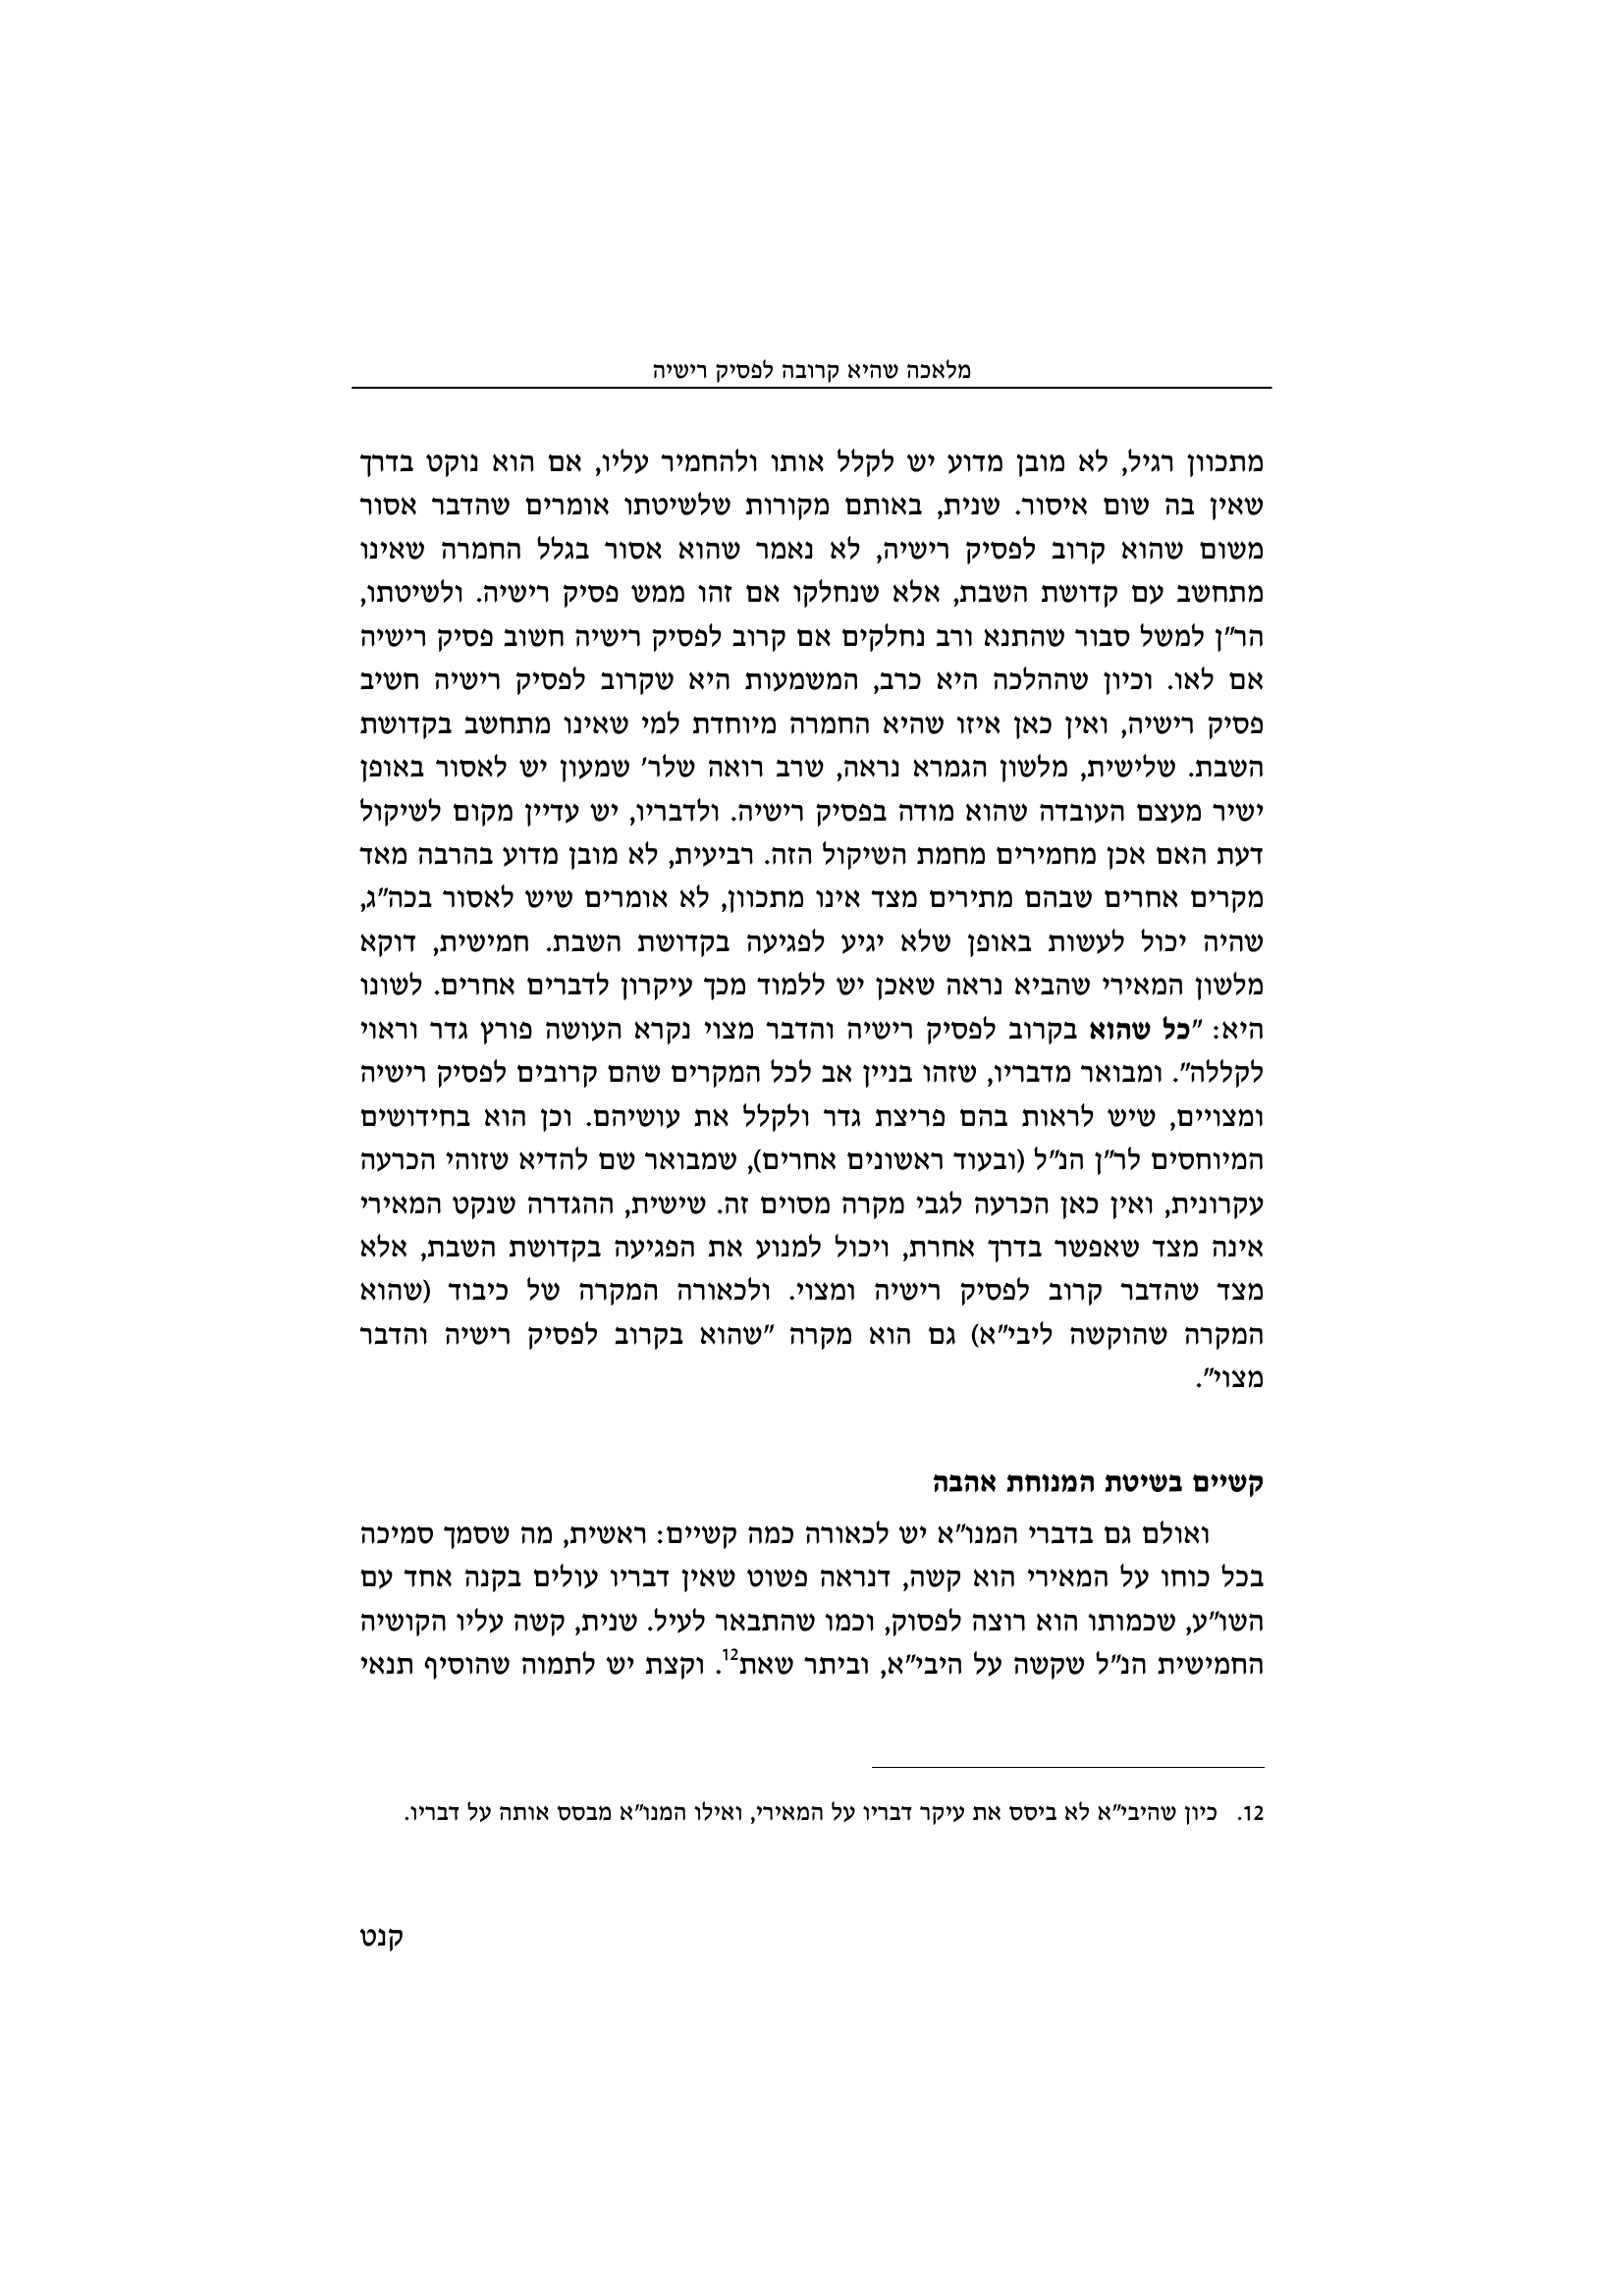 מלאכה שהיא קרובה לפסיק רישיה
מתכוון רגיל, לא מובן מדוע יש לקלל אותו ולהחמיר עליו, אם הוא נוקט בדרך
שאין בה שום איסור. שנית, באותם מקורות שלשיטתו אומרים שהדבר אסור
משום שהוא קרוב לפסיק רישיה, לא נאמר שהוא אסור בגלל החמרה שאינו
מתחשב עם קדושת השבת, אלא שנחלקו אם זהו ממש פסיק רישיה. ולשיטתו,
הר"ן למשל סבור שהתנא ורב נחלקים אם קרוב לפסיק רישיה חשוב פסיק רישיה
אם לאו. וכיון שההלכה היא כרב, המשמעות היא שקרוב לפסיק רישיה חשיב
פסיק רישיה, ואין כאן איזו שהיא החמרה מיוחדת למי שאינו מתחשב בקדושת
השבת. שלישית, מלשון הגמרא נראה, שרב רואה שלר' שמעון יש לאסור באופן
ישיר מעצם העובדה שהוא מודה בפסיק רישיה. ולדבריו, יש עדיין מקום לשיקול
דעת האם אכן מחמירים מחמת השיקול הזה. רביעית, לא מובן מדוע בהרבה מאד
מקרים אחרים שבהם מתירים מצד אינו מתכוון, לא אומרים שיש לאסור בכה"ג,
שהיה יכול לעשות באופן שלא יגיע לפגיעה בקדושת השבת. חמישית, דוקא
מלשון המאירי שהביא נראה שאכן יש ללמוד מכך עיקרון לדברים אחרים. לשונו
היא: "כל שהוא בקרוב לפסיק רישיה והדבר מצוי נקרא העושה פורץ גדר וראוי
לקללה". ומבואר מדבריו, שזהו בניין אב לכל המקרים שהם קרובים לפסיק רישיה
ומצויים, שיש לראות בהם פריצת גדר ולקלל את עושיהם. וכן הוא בחידושים
המיוחסים לר"ן הנ"ל (ובעוד ראשונים אחרים), שמבואר שם להדיא שזוהי הכרעה
עקרונית, ואין כאן הכרעה לגבי מקרה מסוים זה. שישית, ההגדרה שנקט המאירי
אינה מצד שאפשר בדרך אחרת, ויכול למנוע את הפגיעה בקדושת השבת, אלא
מצד שהדבר קרוב לפסיק רישיה ומצוי. ולכאורה המקרה של כיבוד (שהוא
המקרה שהוקשה ליבי"א) גם הוא מקרה "שהוא בקרוב לפסיק רישיה והדבר
מצוי".
קשיים בשיטת המנוחת אהבה
ואולם גם בדברי המנו"א יש לכאורה כמה קשיים: ראשית, מה שסמך סמיכה
בכל כוחו על המאירי הוא קשה, דנראה פשוט שאין דבריו עולים בקנה אחד עם
השו"ע, שכמותו הוא רוצה לפסוק, וכמו שהתבאר לעיל. שנית, קשה עליו הקושיה
החמישית הנ"ל שקשה על היבי"א, וביתר שאת12. וקצת יש לתמוה שהוסיף תנאי
12. כיון שהיבי"א לא ביסס את עיקר דבריו על המאירי, ואילו המנו"א מבסס אותה על דבריו.
קנט